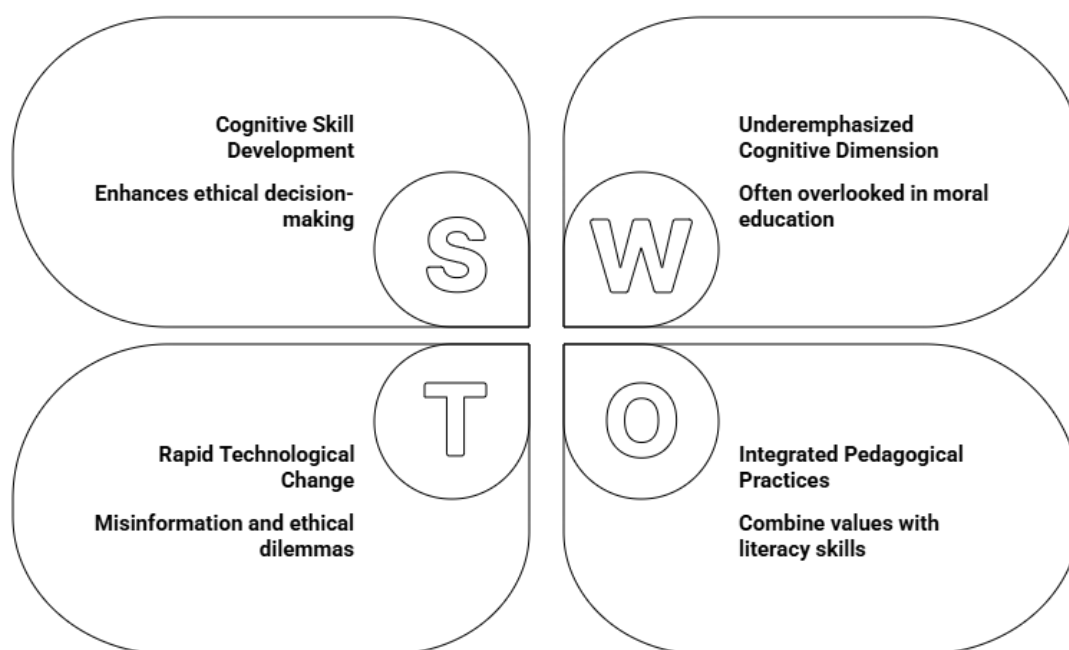 Cognitive Skill
Development
Enhances ethical decision-
making
S
W
Underemphasized
Cognitive Dimension
Often overlooked in moral
education
T
Rapid Technological
Change
Misinformation and ethical
dilemmas
O
Integrated Pedagogical
Practices
Combine values with
literacy skills